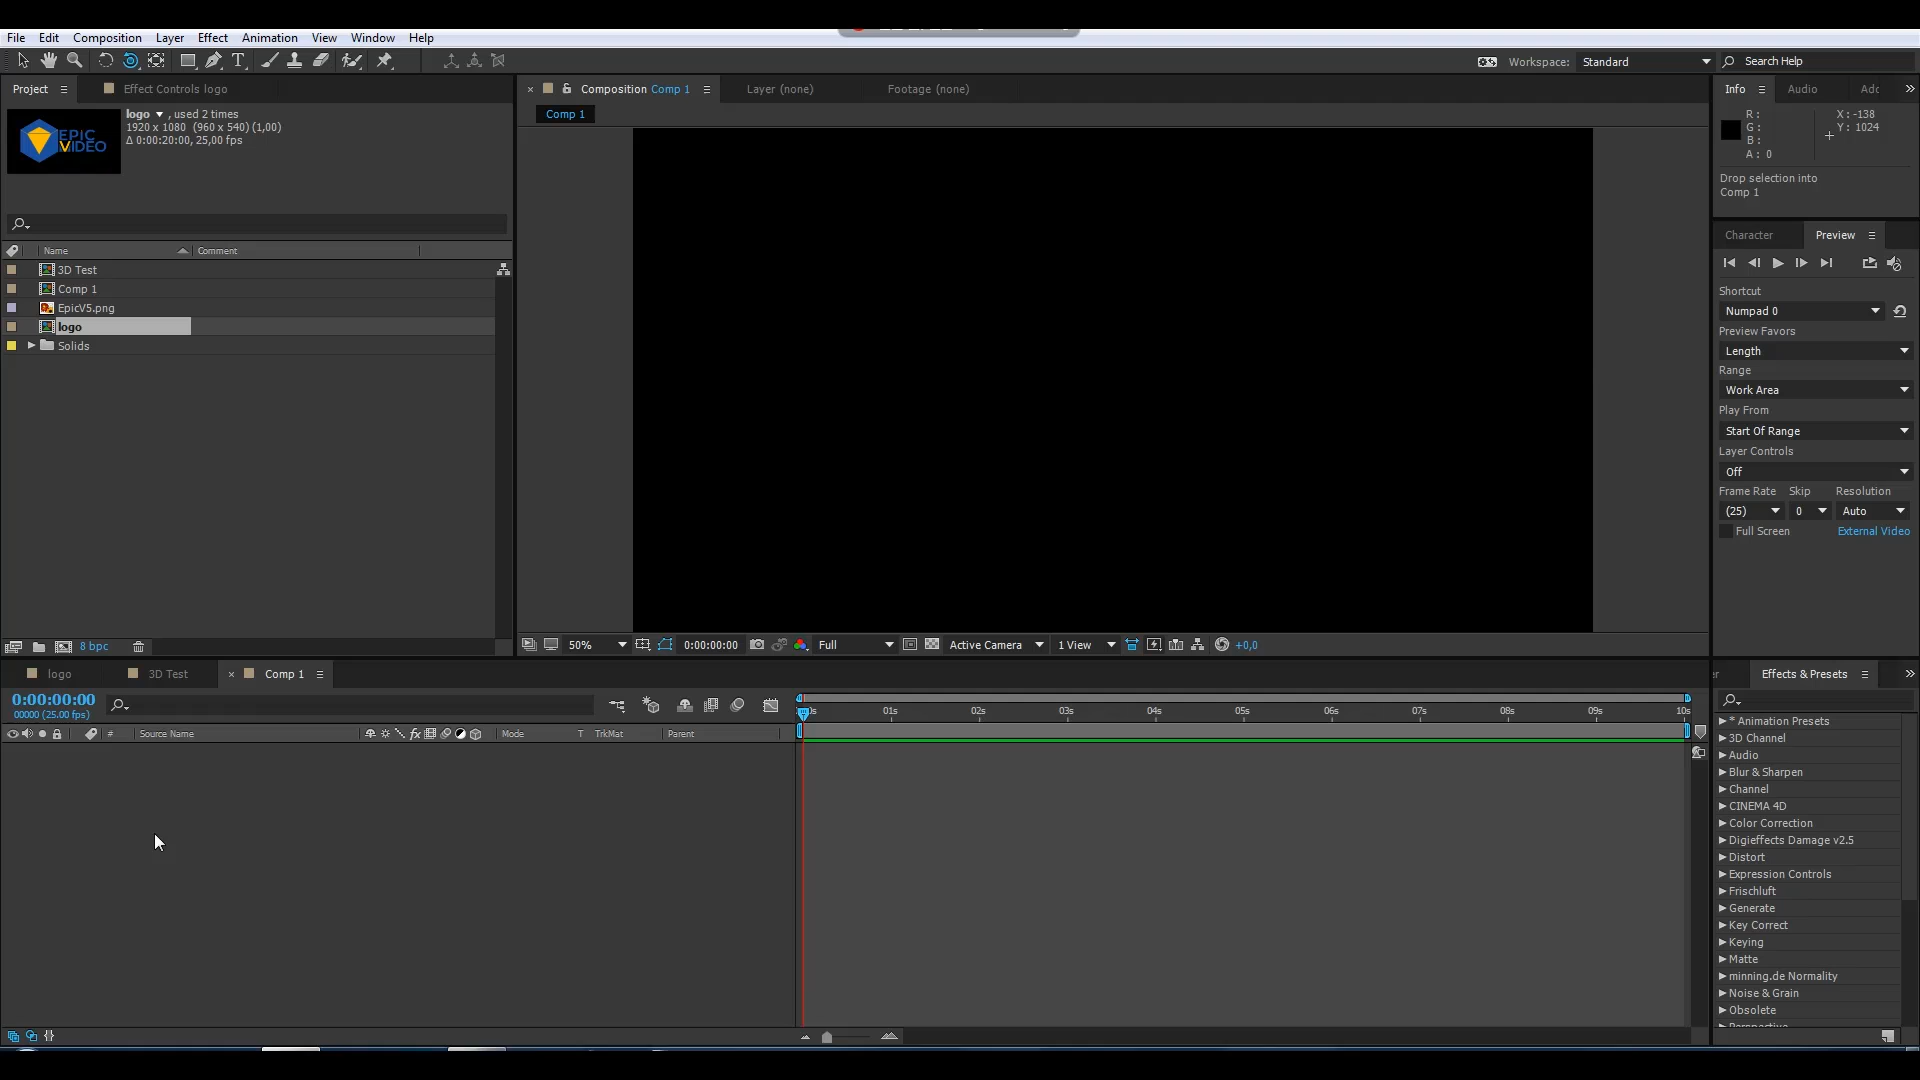 File Edit Composition Layer Effect Animation View Window Help
T
Workspace: Standard Search Help
Project Effect Controls logo
EPIC
VIDEO
logo , used 2 times
1920 x 1080 (960 x 540) (1,00)
Δ 0:00:20:00, 25,00 fps
Name Comment
3D Test
Comp 1
EpicV5.png
logo
Solids
8 bpc
Composition Comp 1 Layer (none) Footage (none)
Comp 1
50% 0:00:00:00 Full Active Camera 1 View +0,0
Info Audio
R :
G :
B :
A : 0
X : -138
Y : 1024
Drop selection into
Comp 1
Character Preview
Shortcut
Numpad 0
Preview Favors
Length
Range
Work Area
Play From
Start Of Range
Layer Controls
Off
Frame Rate Skip Resolution
(25) 0 Auto
Full Screen External Video
logo 3D Test Comp 1
0:00:00:00
00000 (25.00 fps)
01s 02s 03s 04s 05s 06s 07s 08s 09s 10s
# Source Name fx Mode T TrkMat Parent
Effects & Presets
* Animation Presets
3D Channel
Audio
Blur & Sharpen
Channel
CINEMA 4D
Color Correction
Digieffects Damage v2.5
Distort
Expression Controls
Frischluft
Generate
Key Correct
Keying
Matte
minning.de Normality
Noise & Grain
Obsolete